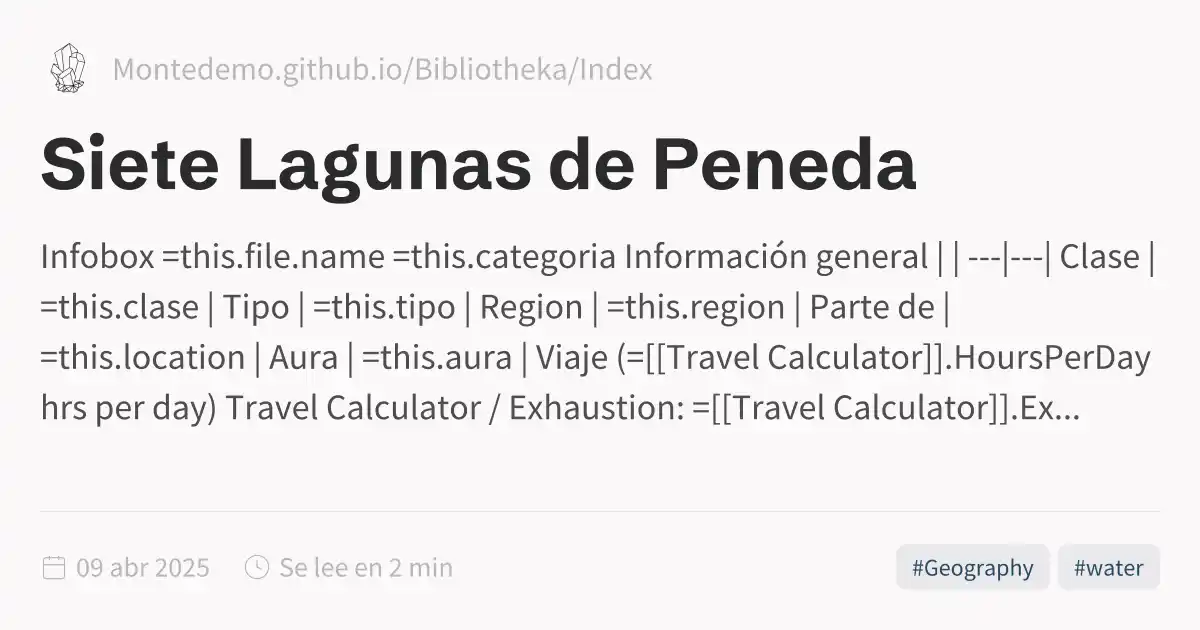 Montedemo.github.io/Bibliotheka/Index
Siete Lagunas de Peneda
Infobox =this.file.name =this.categoria Información general | | ---|---| Clase |
=this.clase | Tipo | =this.tipo | Region | =this.region | Parte de |
=this.location | Aura | =this.aura | Viaje (=[[Travel Calculator]].HoursPerDay
hrs per day) Travel Calculator / Exhaustion: =[[Travel Calculator]].Ex...
09 abr 2025 Se lee en 2 min #Geography #water